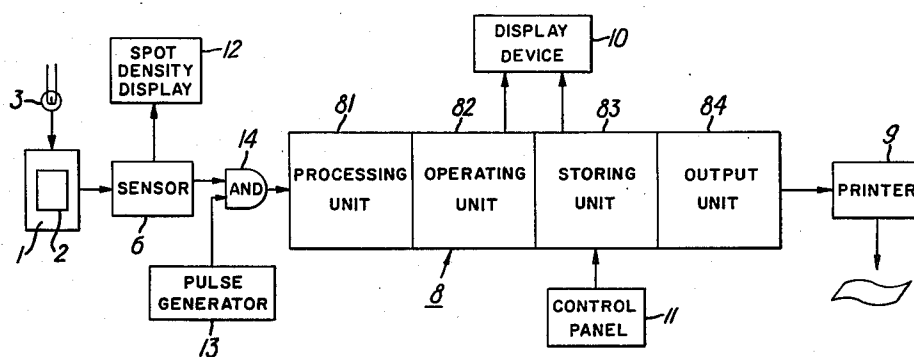 12
SPOT
DENSITY
DISPLAY
DISPLAY
DEVICE
10
3
81
82
83
84
14
9
SENSOR
AND
PROCESSING
UNIT
OPERATING
UNIT
STORING
UNIT
OUTPUT
UNIT
PRINTER
1
2
6
8
PULSE
GENERATOR
13
CONTROL
PANEL
11